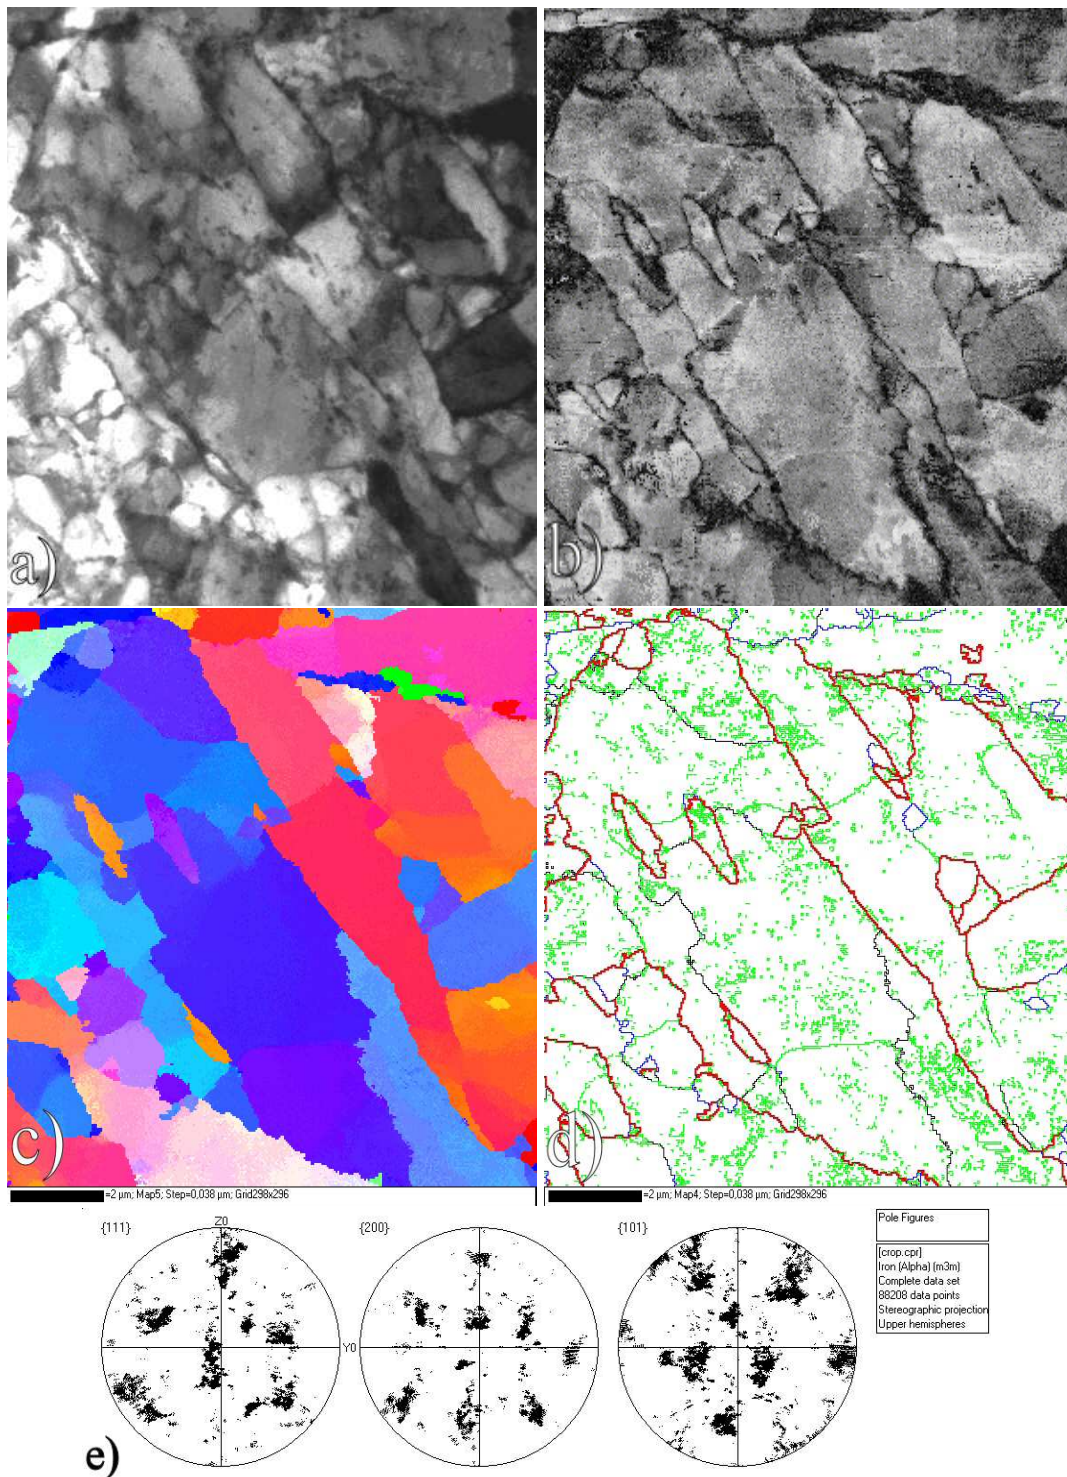 a)
b)
c)
d)
=2 µm; Map5; Step=0,038 µm; Grid298x296
=2 µm; Map4; Step=0,038 µm; Grid298x296
{111}
Z0
Y0
{200}
{101}
Pole Figures
[crop.cpr]
Iron (Alpha) (m3m)
Complete data set
88208 data points
Stereographic projection
Upper hemispheres
e)